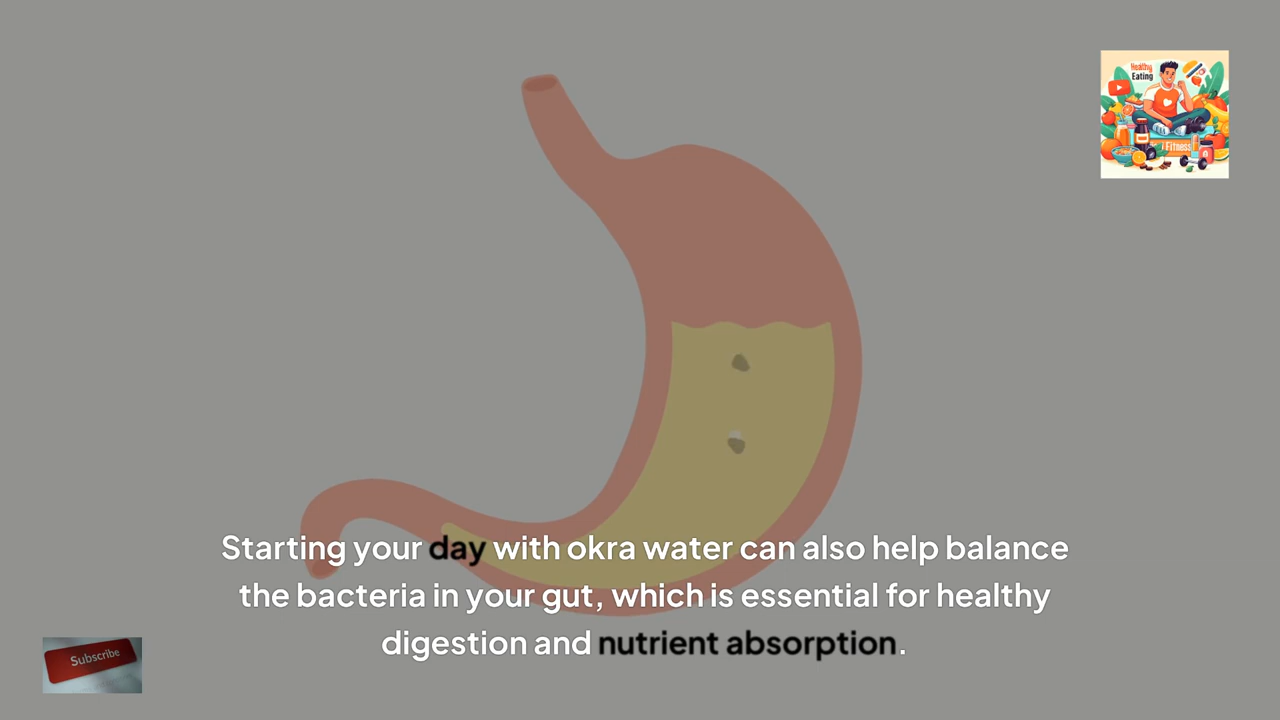 Healthy
Eating
Fitness
Starting your day with okra water can also help balance
the bacteria in your gut, which is essential for healthy
digestion and nutrient absorption.
Subscribe